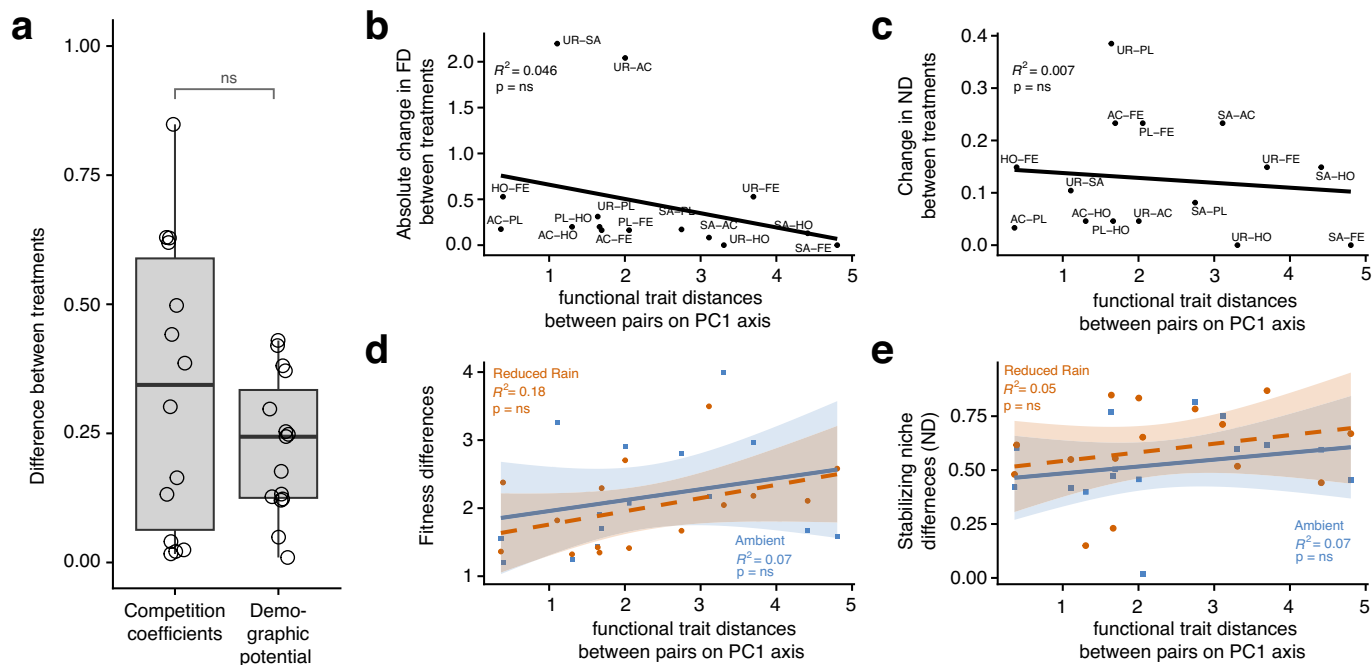 a
Difference between treatments
1.00
0.75
0.50
0.25
0.00
ns
Competition
coefficients
Demo-
graphic
potential
b
Absolute change in FD
between treatments
2.0
1.5
1.0
0.5
0.0
R² = 0.046
p = ns
UR−SA
UR−AC
HO−FE
AC−PL
PL−HO
AC−HO
UR−PL
AC−FE
PL−FE
SA−PL
SA−AC
UR−FE
UR−HO
SA−HO
SA−FE
1 2 3 4 5
functional trait distances
between pairs on PC1 axis
c
Change in ND
between treatments
0.4
0.3
0.2
0.1
0.0
R² = 0.007
p = ns
UR−PL
AC−FE
PL−FE
SA−AC
HO−FE
UR−FE
SA−HO
UR−SA
SA−PL
AC−PL
AC−HO
PL−HO
UR−AC
UR−HO
SA−FE
1 2 3 4 5
functional trait distances
between pairs on PC1 axis
d
Fitness differences
4
3
2
1
Reduced Rain
R² = 0.18
p = ns
Ambient
R² = 0.07
p = ns
1 2 3 4 5
functional trait distances
between pairs on PC1 axis
e
Stabilizing niche
differneces (ND)
0.75
0.50
0.25
0.00
Reduced Rain
R² = 0.05
p = ns
Ambient
R² = 0.07
p = ns
1 2 3 4 5
functional trait distances
between pairs on PC1 axis